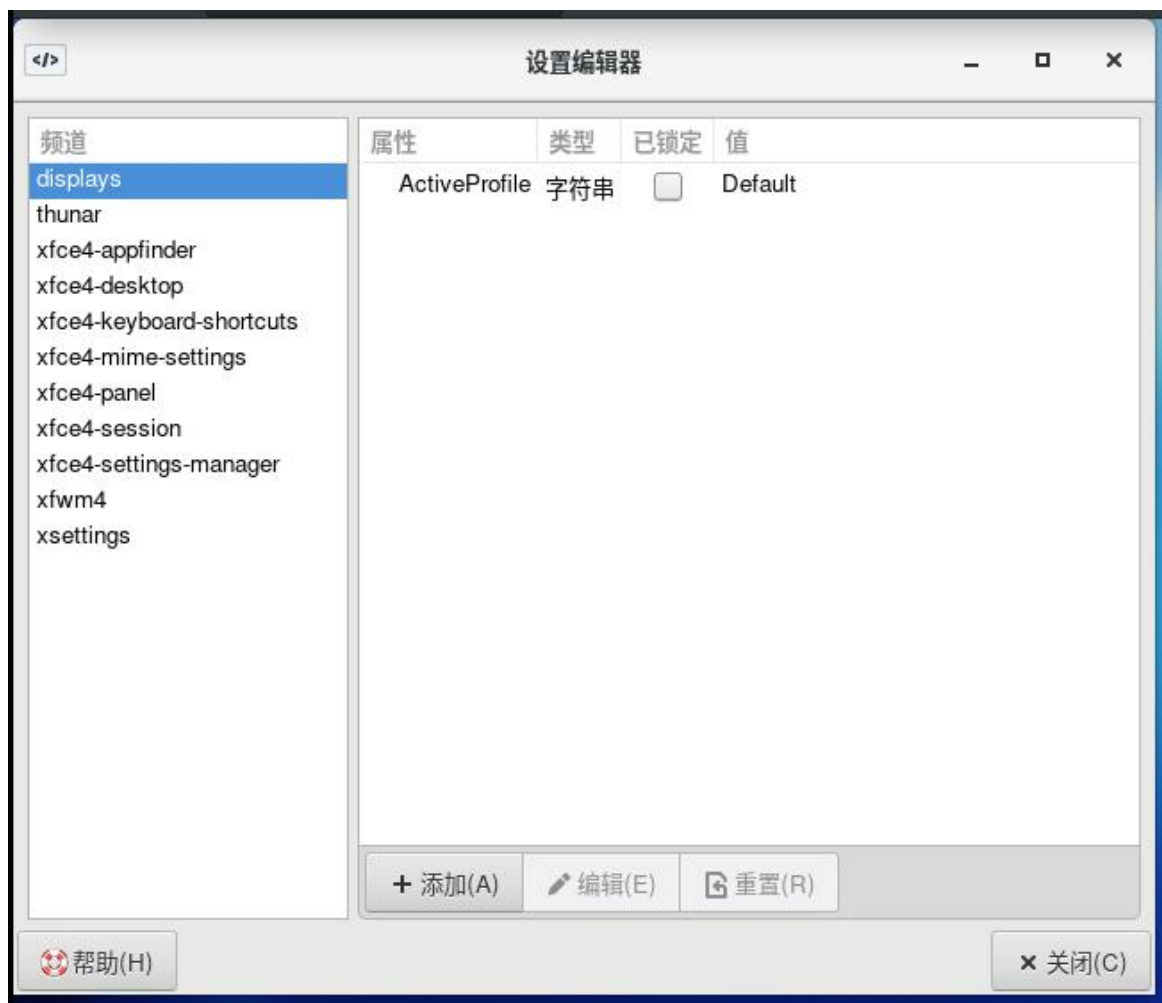 </>
设置编辑器
频道
displays
thunar
xfce4-appfinder
xfce4-desktop
xfce4-keyboard-shortcuts
xfce4-mime-settings
xfce4-panel
xfce4-session
xfce4-settings-manager
xfwm4
xsettings
属性 类型 已锁定 值
ActiveProfile 字符串 Default
添加(A) 编辑(E) 重置(R)
帮助(H) 关闭(C)